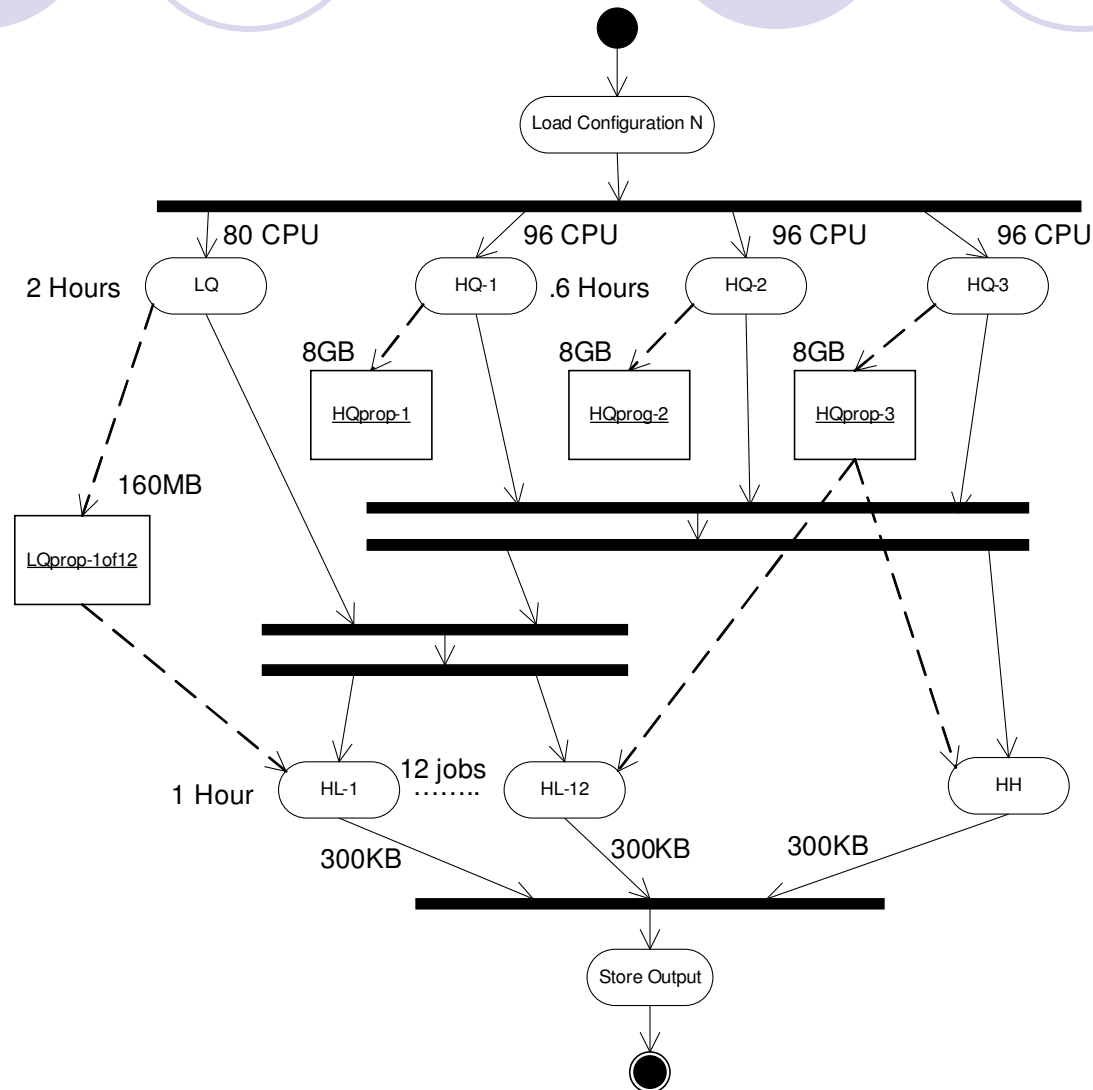 Load Configuration N
80 CPU
96 CPU
96 CPU
96 CPU
2 Hours
LQ
HQ-1
.6 Hours
HQ-2
HQ-3
8GB
8GB
8GB
HQprop-1
HQprog-2
HQprop-3
160MB
LQprop-1of12
1 Hour
HL-1
12 jobs
........
HL-12
HH
300KB
300KB
300KB
Store Output